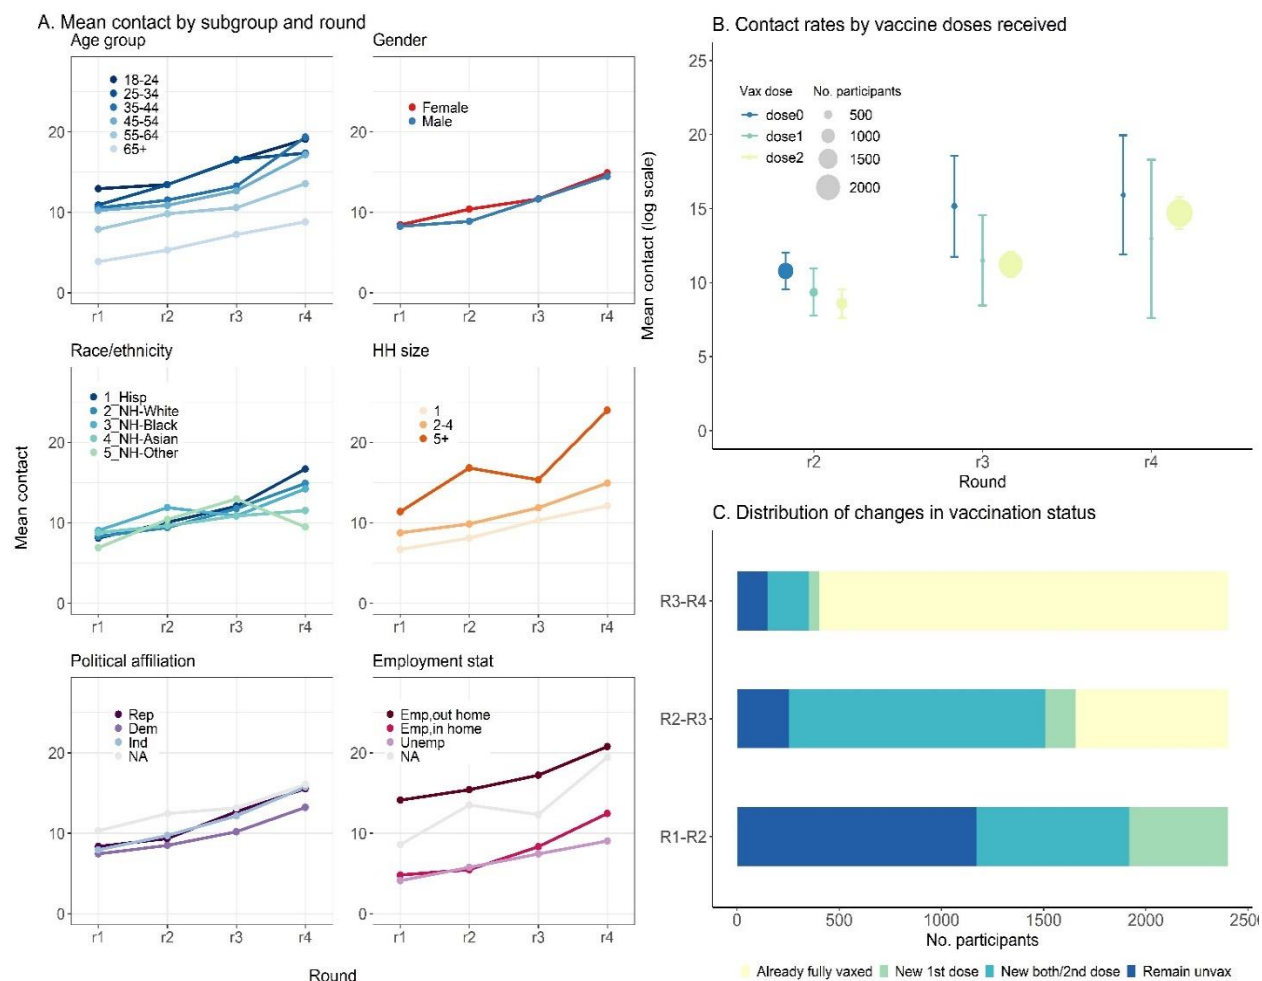 A. Mean contact by subgroup and round
Age group
Gender
18-24
25-34
35-44
45-54
55-64
65+
Female
Male
20
10
0
r1 r2 r3 r4
r1 r2 r3 r4
20
10
0
Race/ethnicity
HH size
1_Hisp
2_NH-White
3_NH-Black
4_NH-Asian
5_NH-Other
1
2-4
5+
20
10
0
r1 r2 r3 r4
20
10
0
r1 r2 r3 r4
Political affiliation
Employment stat
Rep
Dem
Ind
NA
Emp,out home
Emp,in home
Unemp
NA
20
10
0
r1 r2 r3 r4
20
10
0
r1 r2 r3 r4
Mean contact
Round
B. Contact rates by vaccine doses received
Vax dose
dose0
dose1
dose2
No. participants
500
1000
1500
2000
Mean contact (log scale)
25
20
15
10
5
0
r2 r3 r4
Round
C. Distribution of changes in vaccination status
R3-R4
R2-R3
R1-R2
0 500 1000 1500 2000 250
No. participants
Already fully vaxed New 1st dose New both/2nd dose Remain unvax